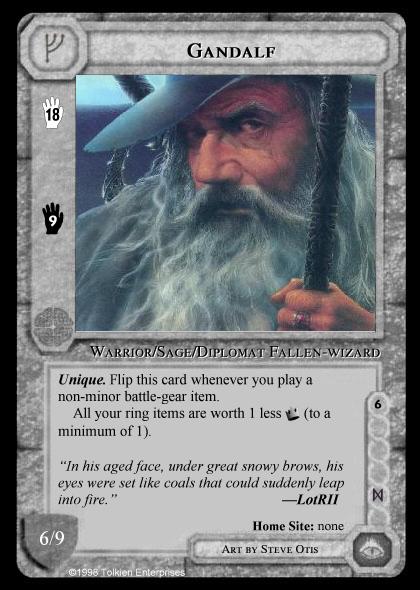 Gandalf
18
9
Warrior/Sage/Diplomat Fallen-wizard
Unique. Flip this card whenever you play a
non-minor battle-gear item.
All your ring items are worth 1 less (to a
minimum of 1).
6
“In his aged face, under great snowy brows, his
eyes were set like coals that could suddenly leap
into fire.” —LotRII
Home Site: none
6/9
Art by Steve Otis
©1998 Tolkien Enterprises